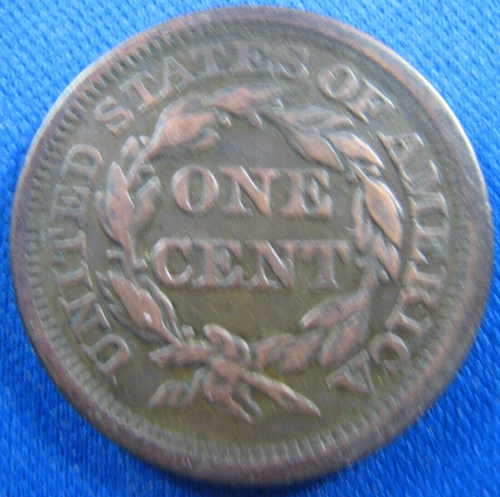 UNITED STATES OF AMERICA
ONE
CENT